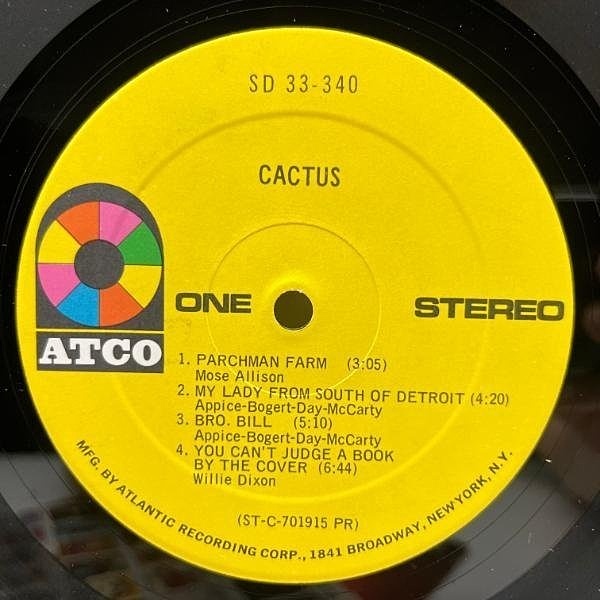 SD 33-340
CACTUS
ATCO
ONE
STEREO
1. PARCHMAN FARM (3:05)
Mose Allison
2. MY LADY FROM SOUTH OF DETROIT (4:20)
Appice-Bogert-Day-McCarty
3. BRO. BILL (5:10)
Appice-Bogert-Day-McCarty
4. YOU CAN'T JUDGE A BOOK
BY THE COVER (6:44)
Willie Dixon
(ST-C-701915 PR)
MFG. BY ATLANTIC RECORDING CORP., 1841 BROADWAY, NEW YORK, N.Y.